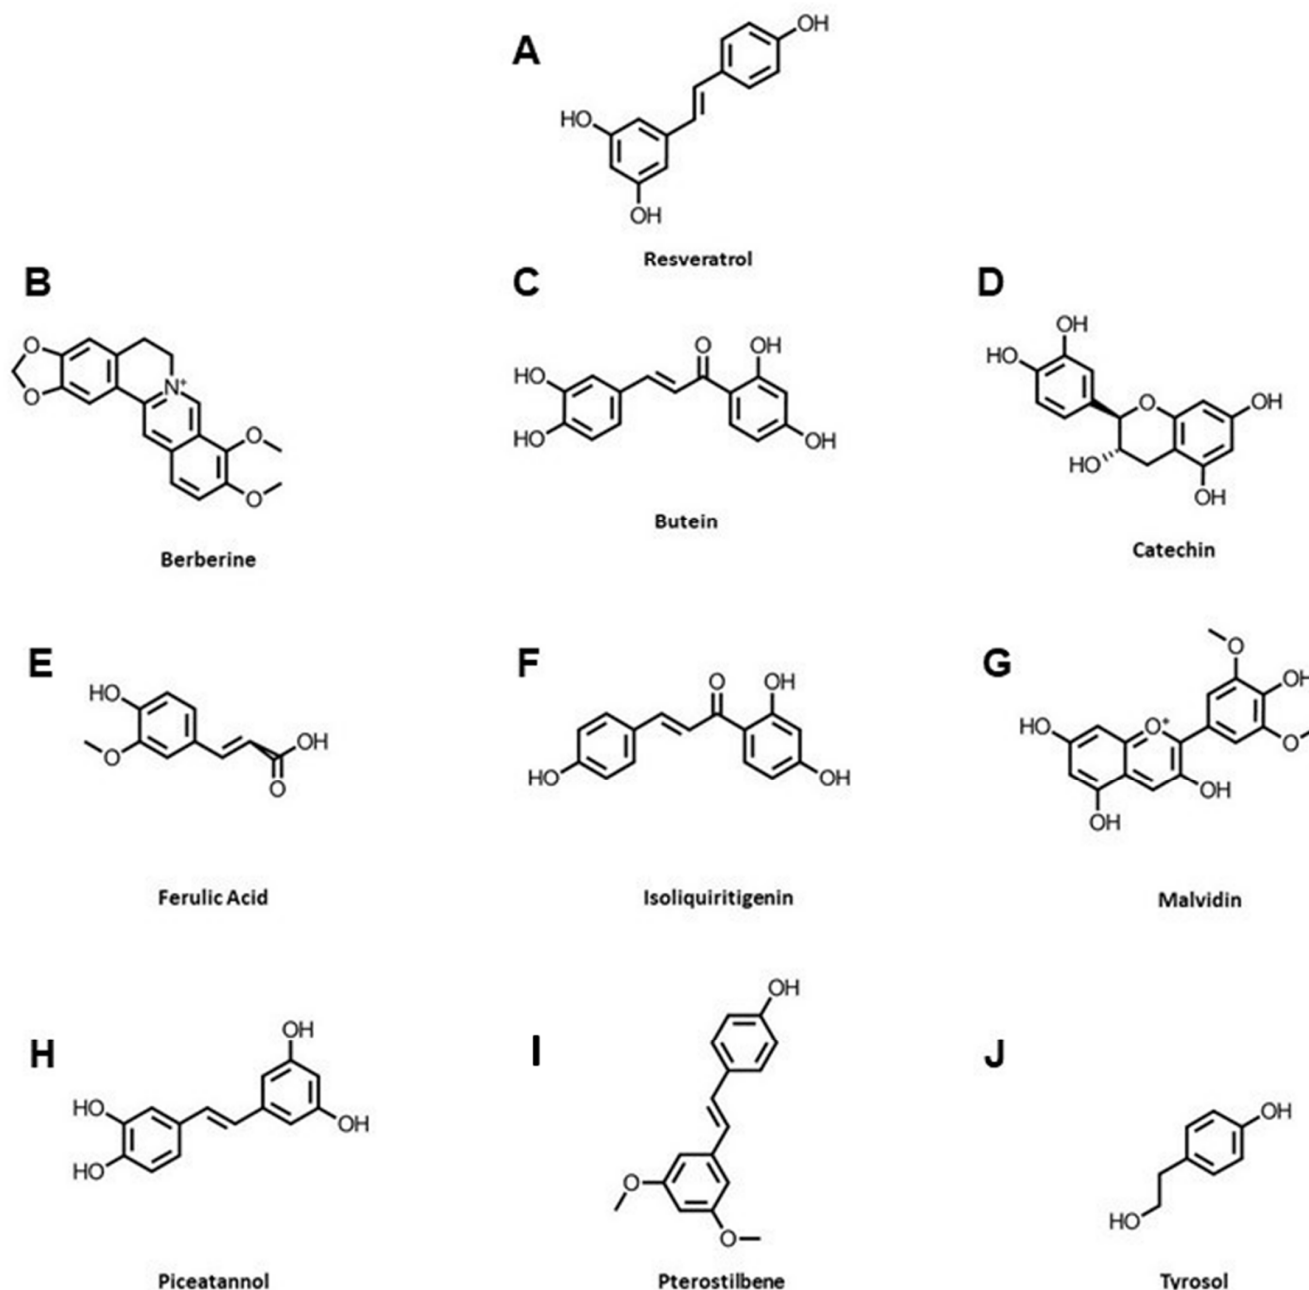 A
OH
HO
OH
Resveratrol
B
O
O
N+
O
O
Berberine
C
O
OH
HO
HO
OH
Butein
D
OH
HO
O
OH
HO
OH
Catechin
E
HO
O
OH
O
Ferulic Acid
F
O
OH
HO
OH
Isoliquiritigenin
G
O
OH
HO
O+
O
OH
OH
Malvidin
H
OH
HO
OH
HO
Piceatannol
I
OH
O
O
Pterostilbene
J
OH
HO
Tyrosol